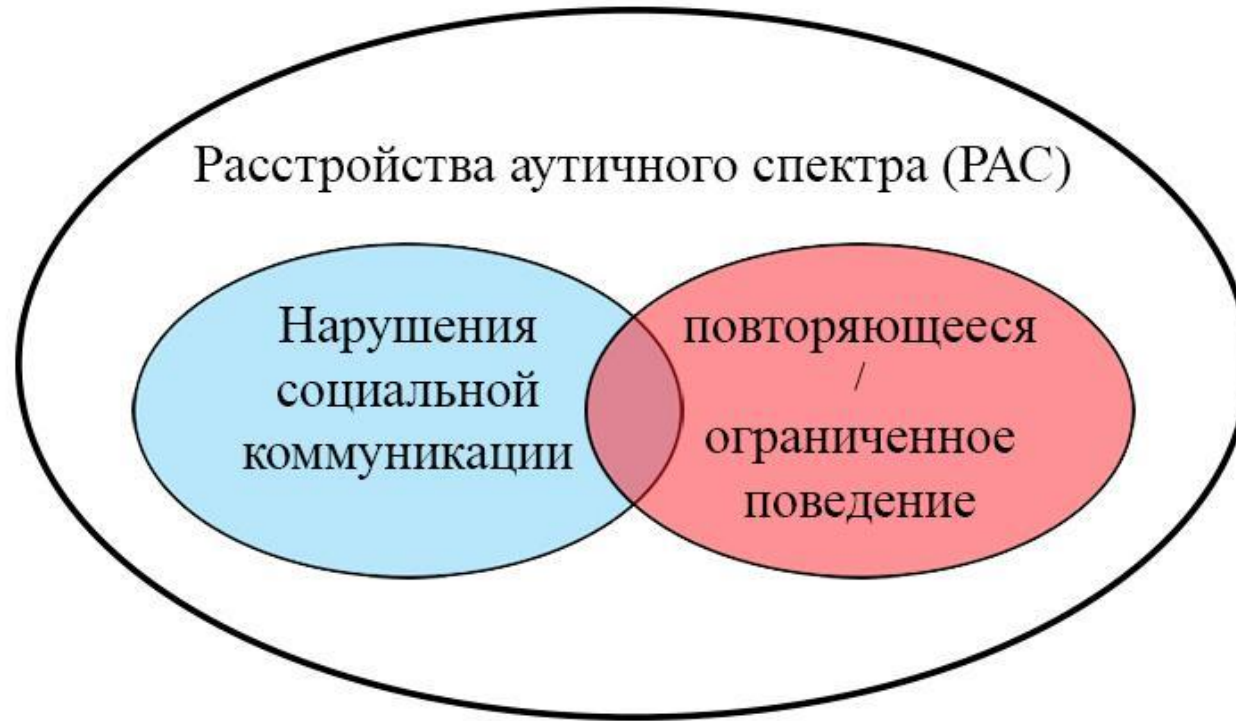 Расстройства аутичного спектра (РАС)
Нарушения
социальной
коммуникации
повторяющееся
/
ограниченное
поведение